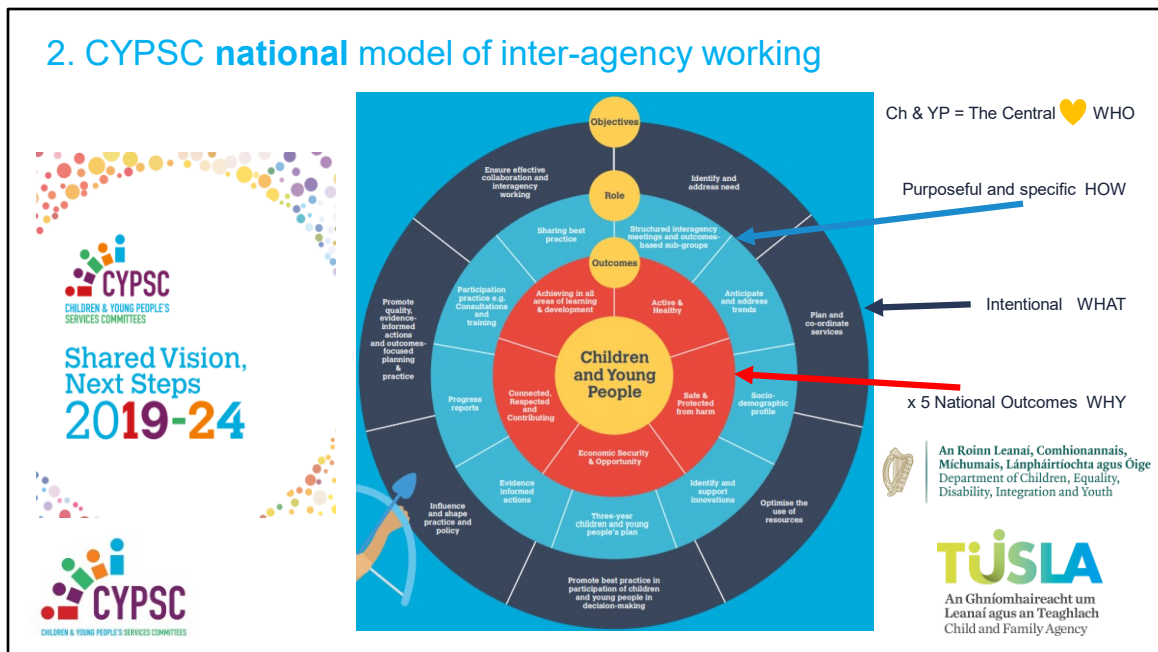 2. CYPSC national model of inter-agency working
CYPSC
CHILDREN & YOUNG PEOPLE'S
SERVICES COMMITTEES
Shared Vision,
Next Steps
2019-24
CYPSC
CHILDREN & YOUNG PEOPLE'S SERVICES COMMITTEES
Objectives
Ensure effective
collaboration and
interagency
working
Identify and
address need
Plan and
co-ordinate
services
Optimise the
use of
resources
Promote best practice in
participation of children
and young people in
decision-making
Influence
and shape
practice and
policy
Promote
quality,
evidence-
informed
actions
and outcomes-
focused
planning
&
practice
Role
Sharing best
practice
Structured interagency
meetings and outcomes-
based sub-groups
Anticipate
and address
trends
Socio-
demographic
profile
Identify and
support
innovations
Three-year
children and young
people's plan
Evidence
informed
actions
Progress
reports
Participation
practice e.g.
Consultations
and
training
Outcomes
Achieving in all
areas of learning
& development
Active &
Healthy
Safe &
Protected
from harm
Economic Security
& Opportunity
Connected,
Respected
and
Contributing
Children
and Young
People
Ch & YP = The Central 💛 WHO
Purposeful and specific HOW
Intentional WHAT
x 5 National Outcomes WHY
An Roinn Leanaí, Comhionannais,
Míchumais, Lánpháirtíochta agus Óige
Department of Children, Equality,
Disability, Integration and Youth
TUSLA
An Ghníomhaireacht um
Leanaí agus an Teaghlach
Child and Family Agency